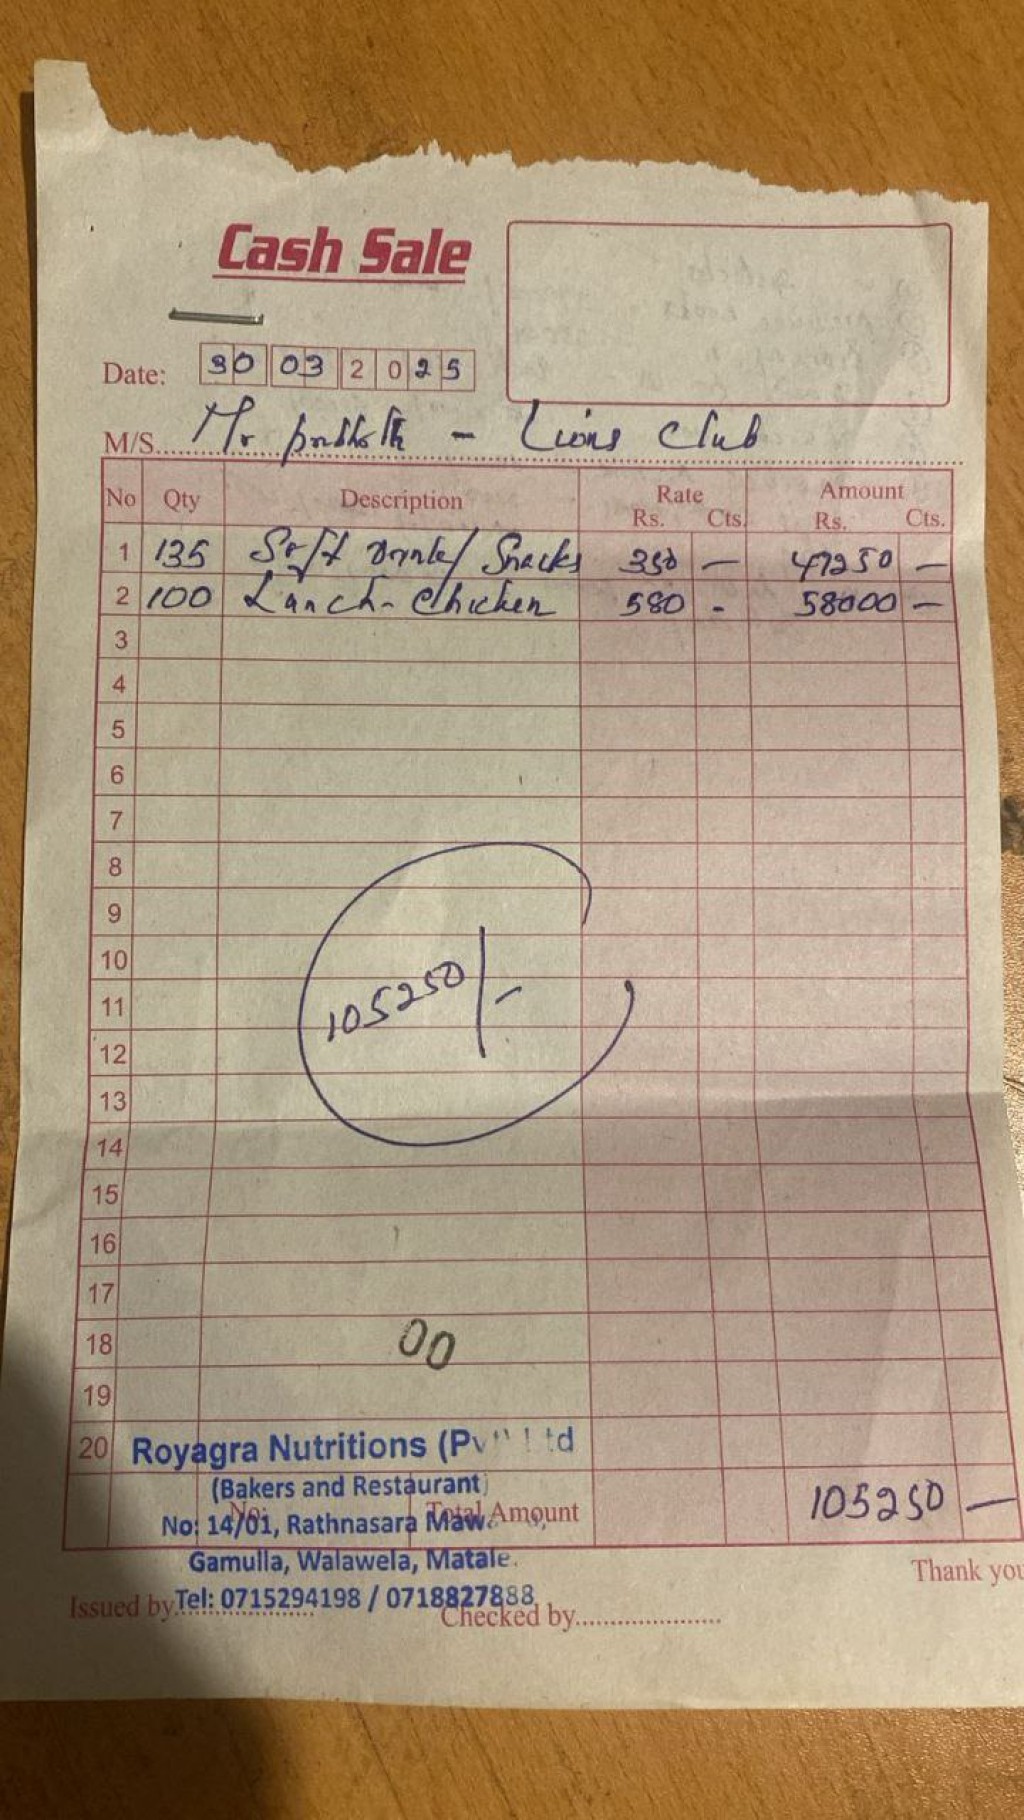 Cash Sale
Date: 30 03 2025
M/S. Mr - Lions Club
No Qty Description Rate Amount
Rs. Cts. Rs. Cts.
1 135 Soft Drink/ Snacks 350 - 47250 -
2 100 Lunch- Chicken 580 - 58000 -
3
4
5
6
7
8
9
10
11
12
13
14
15
16
17
18
19
20
105250/-
00
Royagra Nutritions (Pvt) Ltd
(Bakers and Restaurant)
No: Total Amount 105250 -
No: 14/01, Rathnasara
Gamulla, Walawela, Matale.
Thank you
Tel: 0715294198 / 0718827888
Issued by Checked by